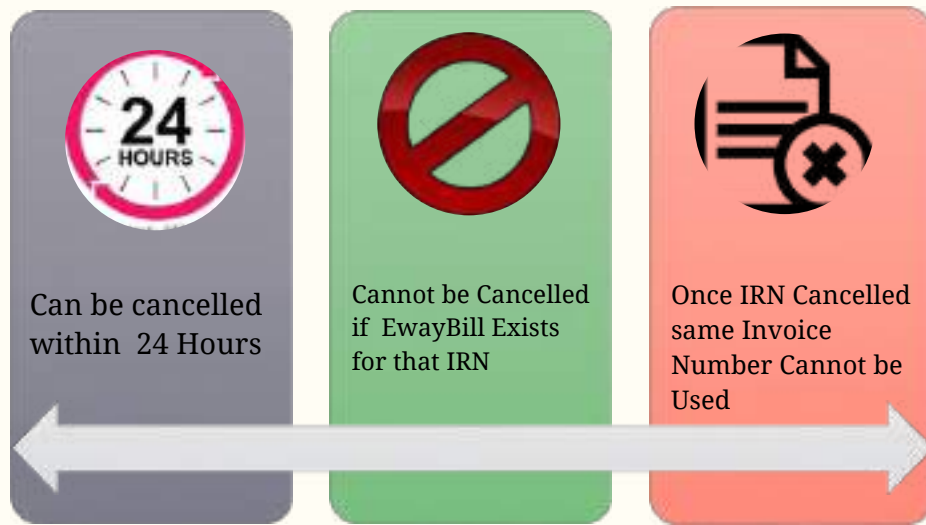 24
HOURS
Can be cancelled
within 24 Hours
Cannot be Cancelled
if EwayBill Exists
for that IRN
Once IRN Cancelled
same Invoice
Number Cannot be
Used